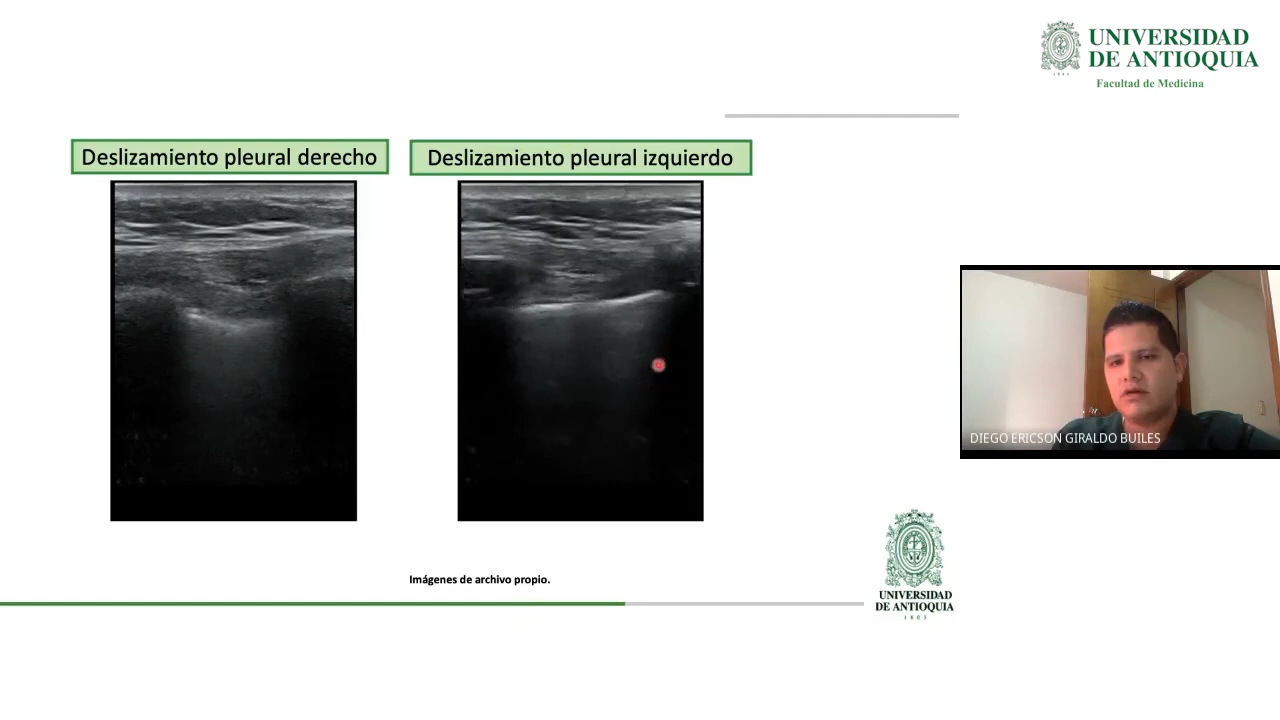 UNIVERSIDAD
DE ANTIOQUIA
1803
Facultad de Medicina
Deslizamiento pleural derecho
Deslizamiento pleural izquierdo
DIEGO ERICSON GIRALDO BUILES
Imágenes de archivo propio.
UNIVERSIDAD
DE ANTIOQUIA
1803